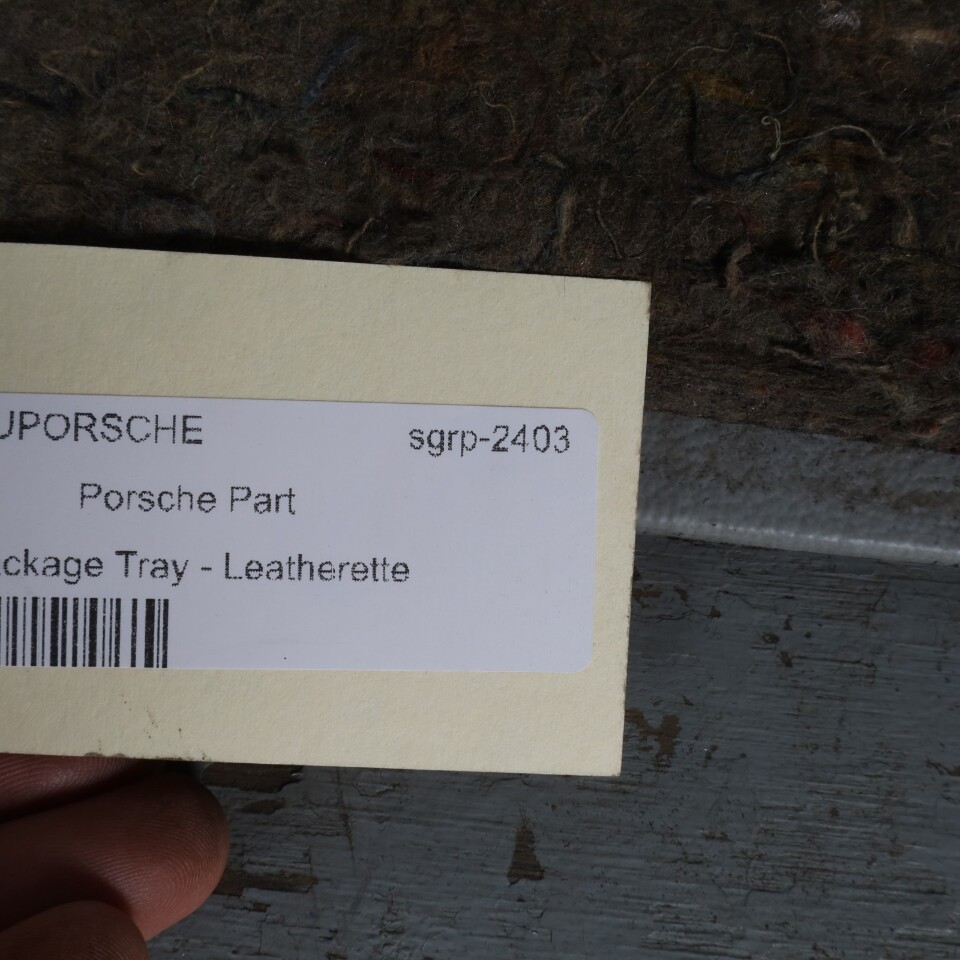 UPORSCHE sgrp-2403
Porsche Part
ckage Tray - Leatherette